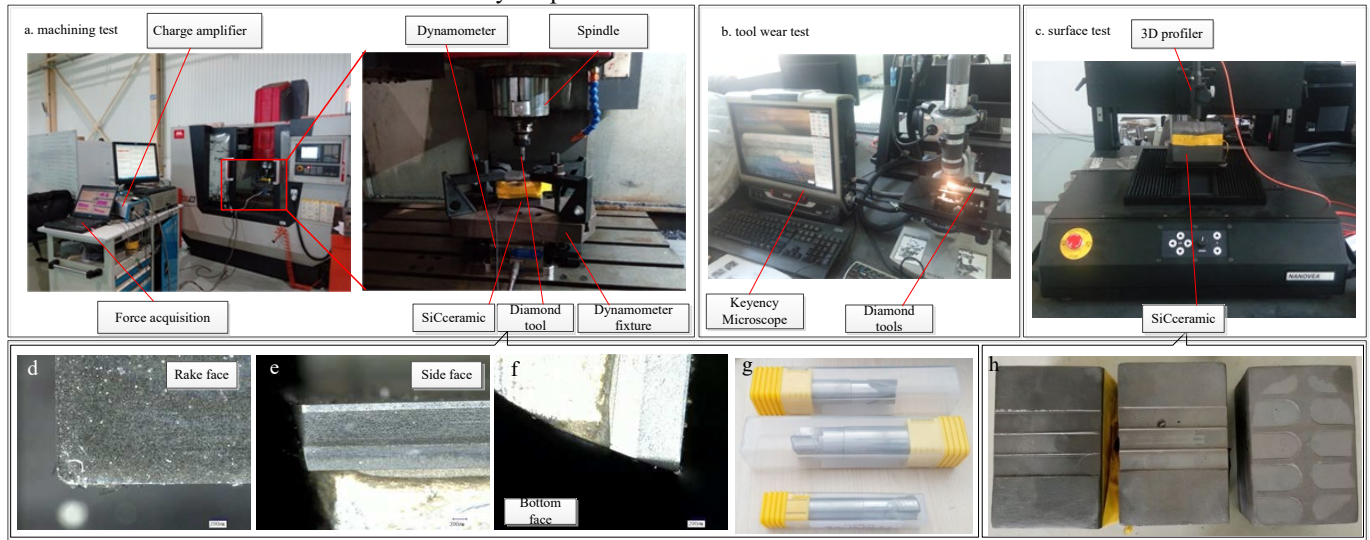 a. machining test
Charge amplifier
Dynamometer
Spindle
Force acquisition
SiCceramic
Diamond
tool
Dynamometer
fixture
b. tool wear test
Keyency
Microscope
Diamond
tools
c. surface test
3D profiler
NANOVEA
SiCceramic
d
Rake face
e
Side face
200μm
f
Bottom
face
g
h